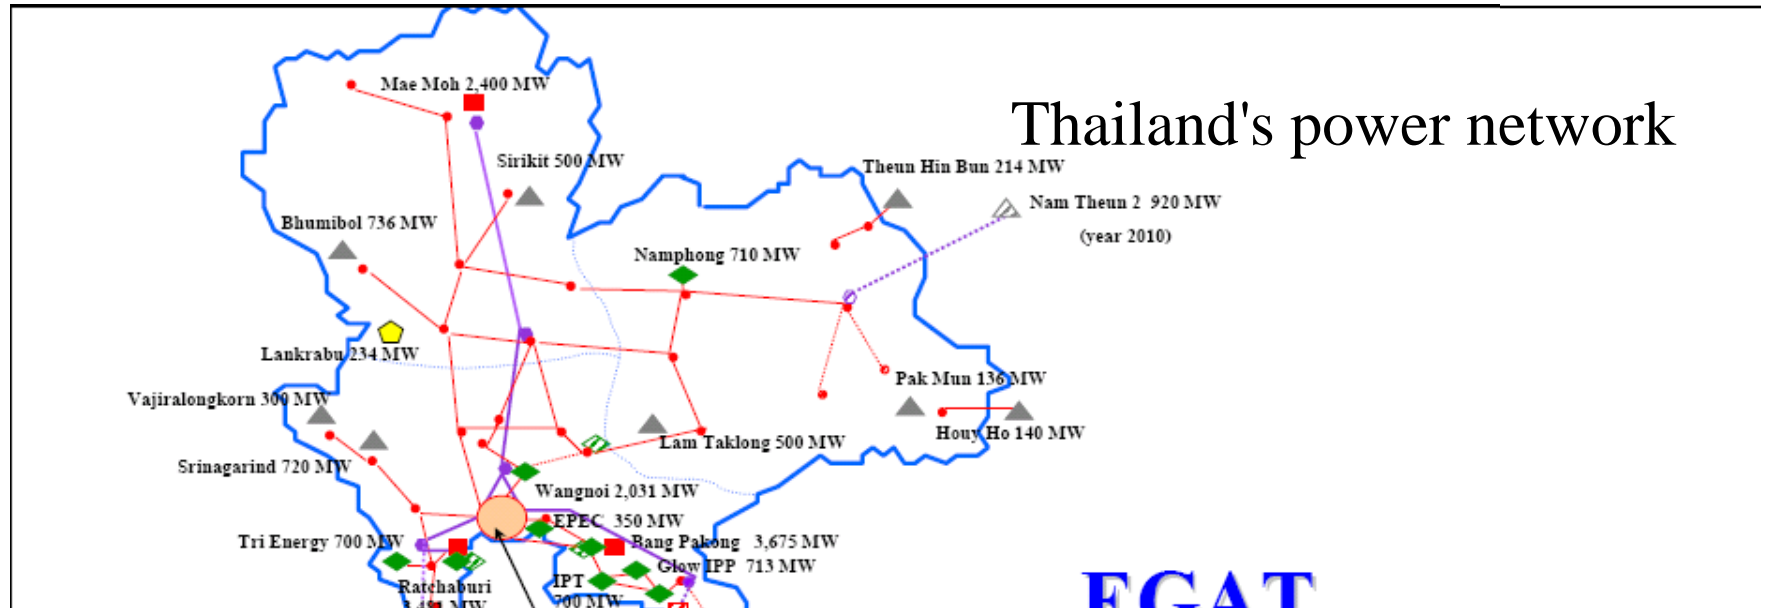 Mae Moh 2,400 MW
Thailand's power network
Sirikit 500 MW
Theun Hin Bun 214 MW
Nam Theun 2 920 MW
(year 2010)
Bhumibol 736 MW
Namphong 710 MW
Lankrabu 234 MW
Pak Mun 136 MW
Vajiralongkorn 300 MW
Houy Ho 140 MW
Lam Taklong 500 MW
Srinagarind 720 MW
Wangnoi 2,031 MW
EPEC 350 MW
Tri Energy 700 MW
Bang Pakong 3,675 MW
Glow IPP 713 MW
Ratchaburi
MW
IPT
700 MW
EGAT